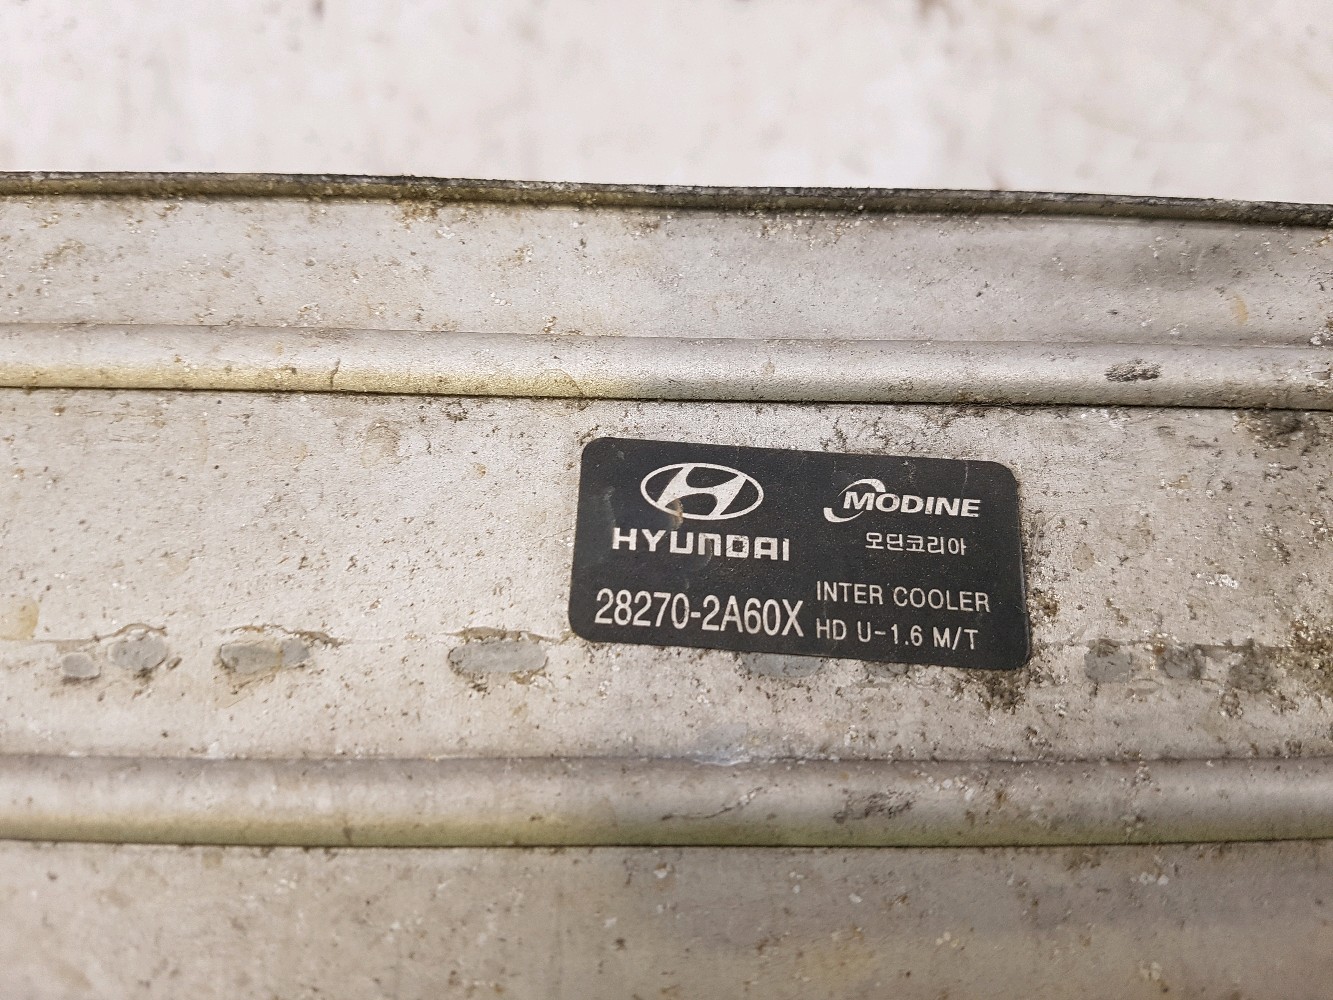 HYUNDAI
28270-2A60X
MODINE
모딘코리아
INTER COOLER
HD U-1.6 M/T